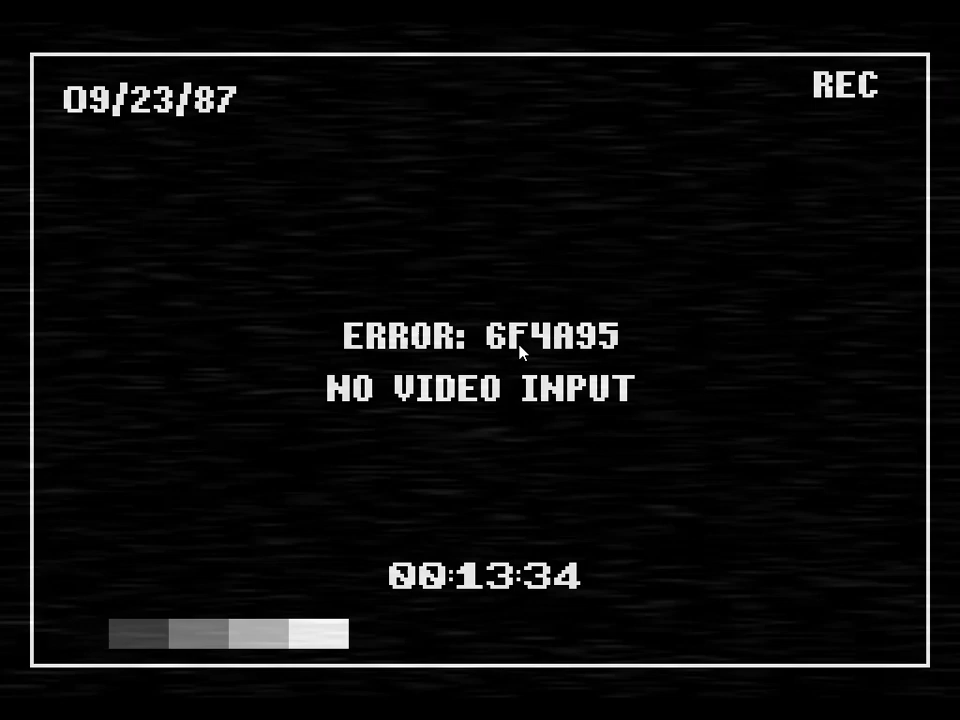 09/23/87
REC
ERROR: 6F4A95
NO VIDEO INPUT
00:13:34